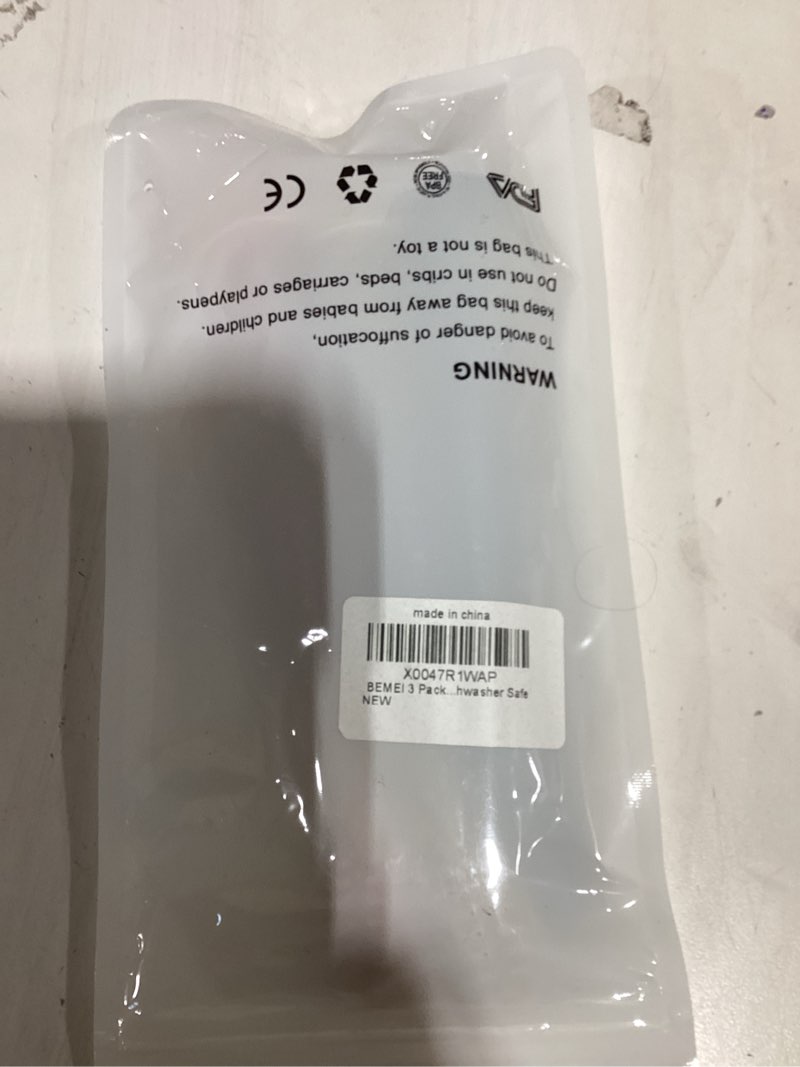 WARNING
To avoid danger of suffocation,
keep this bag away from babies and children.
Do not use in cribs, beds, carriages or playpens.
This bag is not a toy.
FDA
BPA
FREE
CE
made in china
X0047R1WAP
BEMEI 3 Pack...hwasher Safe
NEW